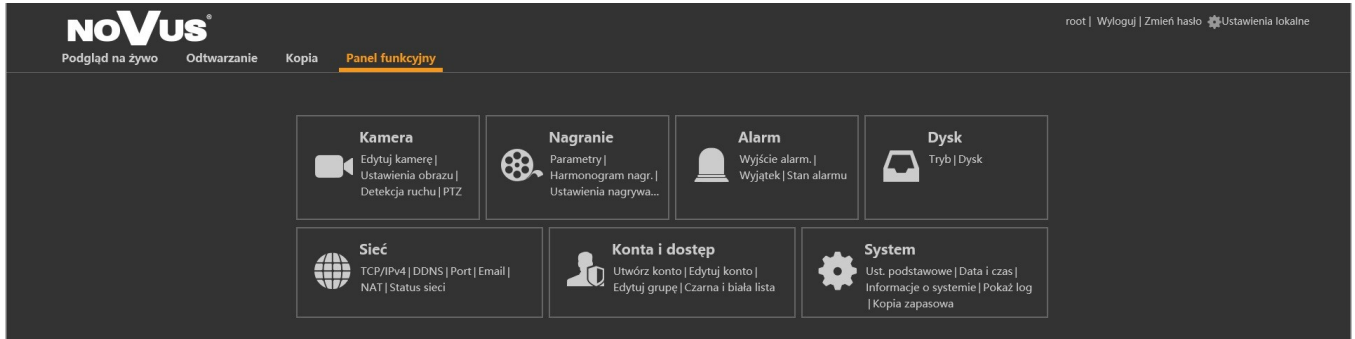 NOVUS®
root | Wyloguj | Zmień hasło Ustawienia lokalne
Podgląd na żywo Odtwarzanie Kopia Panel funkcyjny
Kamera
Edytuj kamerę |
Ustawienia obrazu |
Detekcja ruchu | PTZ
Nagranie
Parametry |
Harmonogram nagr. |
Ustawienia nagrywa...
Alarm
Wyjście alarm. |
Wyjątek | Stan alarmu
Dysk
Tryb | Dysk
Sieć
TCP/IPv4 | DDNS | Port | Email |
NAT | Status sieci
Konta i dostęp
Utwórz konto | Edytuj konto |
Edytuj grupę | Czarna i biała lista
System
Ust. podstawowe | Data i czas |
Informacje o systemie | Pokaż log
| Kopia zapasowa